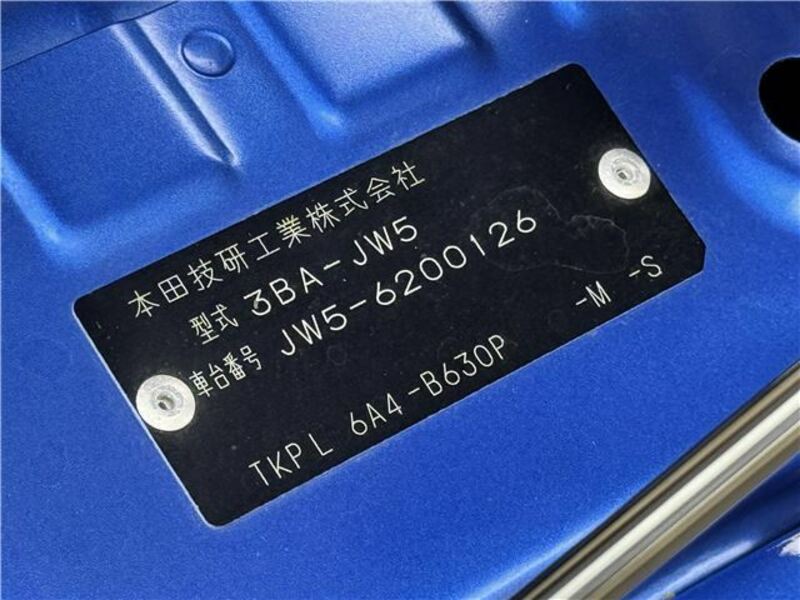 本田技研工業株式会社
型式 3BA-JW5
車台番号 JW5-6200126
-M -S
TKPL 6A4-B630P